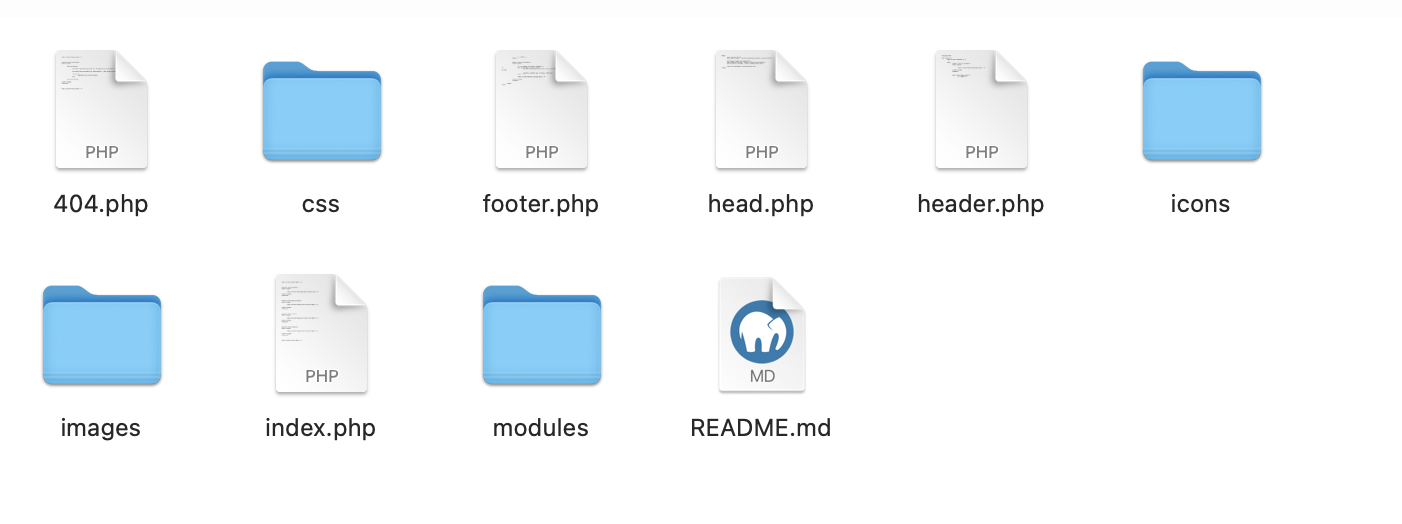 PHP PHP PHP PHP
404.php css footer.php head.php header.php icons
PHP MD
images index.php modules README.md